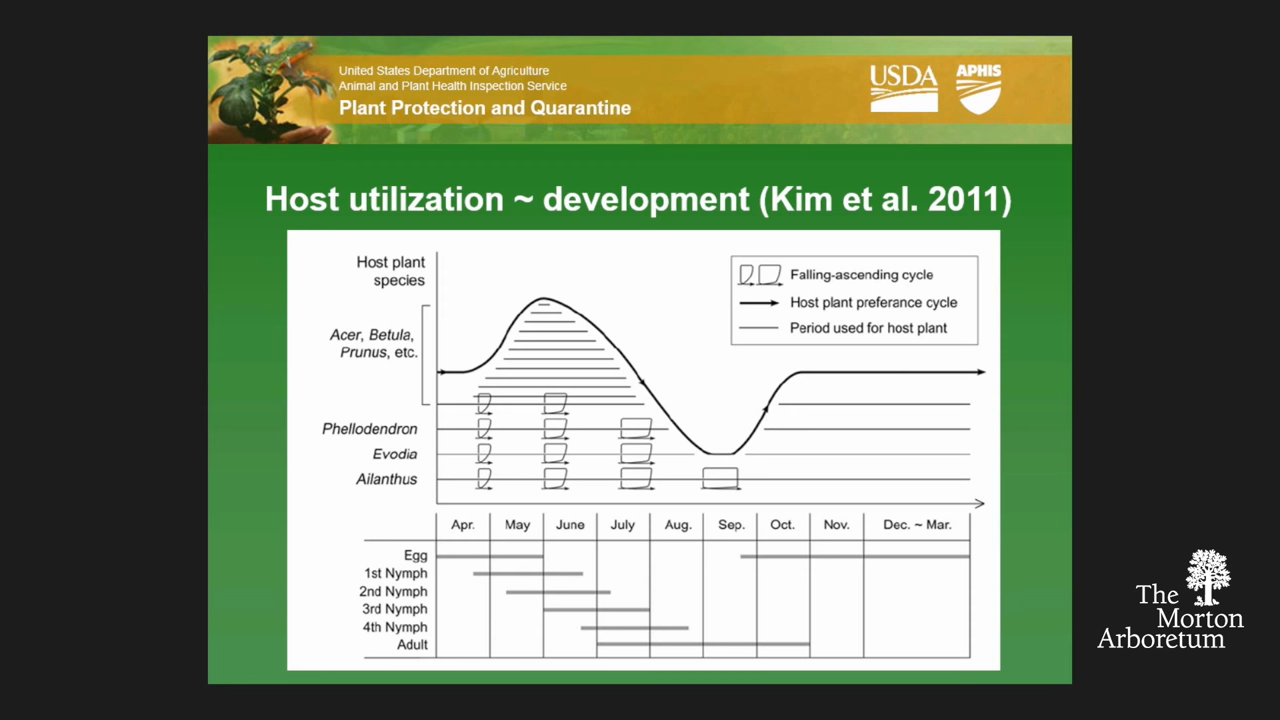 United States Department of Agriculture
Animal and Plant Health Inspection Service
Plant Protection and Quarantine
USDA
APHIS
Host utilization ~ development (Kim et al. 2011)
Host plant
species
Acer, Betula,
Prunus, etc.
Phellodendron
Evodia
Ailanthus
Falling-ascending cycle
Host plant preferance cycle
Period used for host plant
Apr. May June July Aug. Sep. Oct. Nov. Dec. ~ Mar.
Egg
1st Nymph
2nd Nymph
3rd Nymph
4th Nymph
Adult
The
Morton
Arboretum